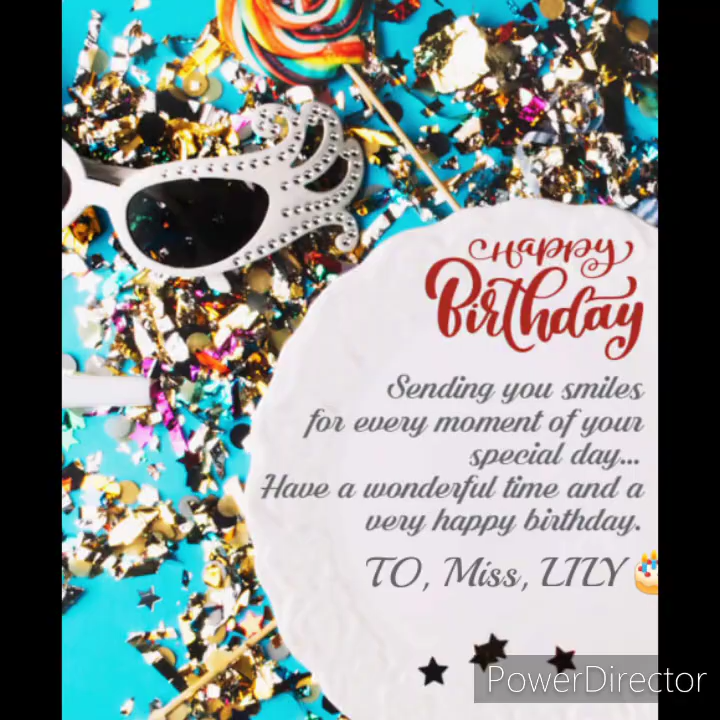 Happy
Birthday
Sending you smiles
for every moment of your
special day...
Have a wonderful time and a
very happy birthday.
TO, Miss, LILY 🎂
PowerDirector